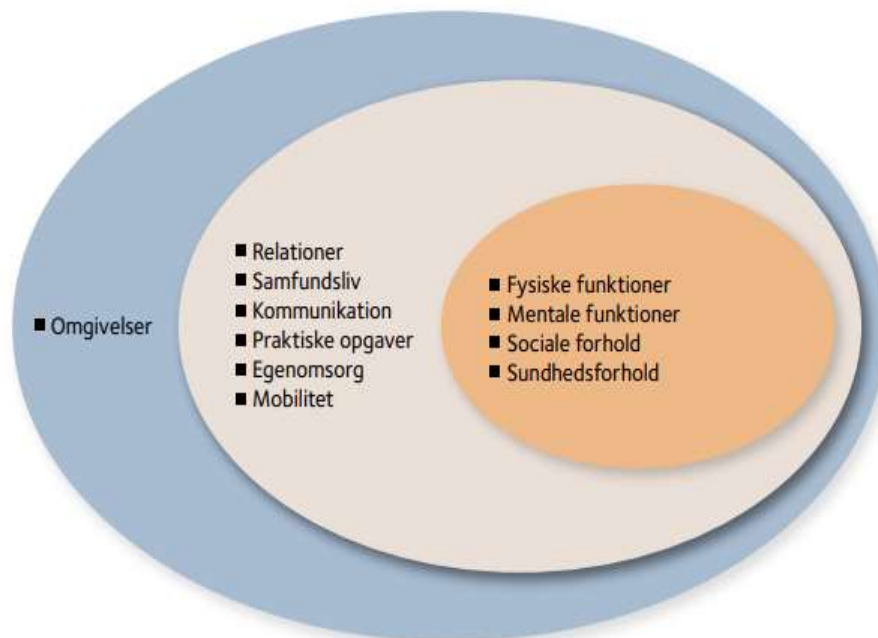 ■ Omgivelser
■ Relationer
■ Samfundsliv
■ Kommunikation
■ Praktiske opgaver
■ Egenomsorg
■ Mobilitet
■ Fysiske funktioner
■ Mentale funktioner
■ Sociale forhold
■ Sundhedsforhold